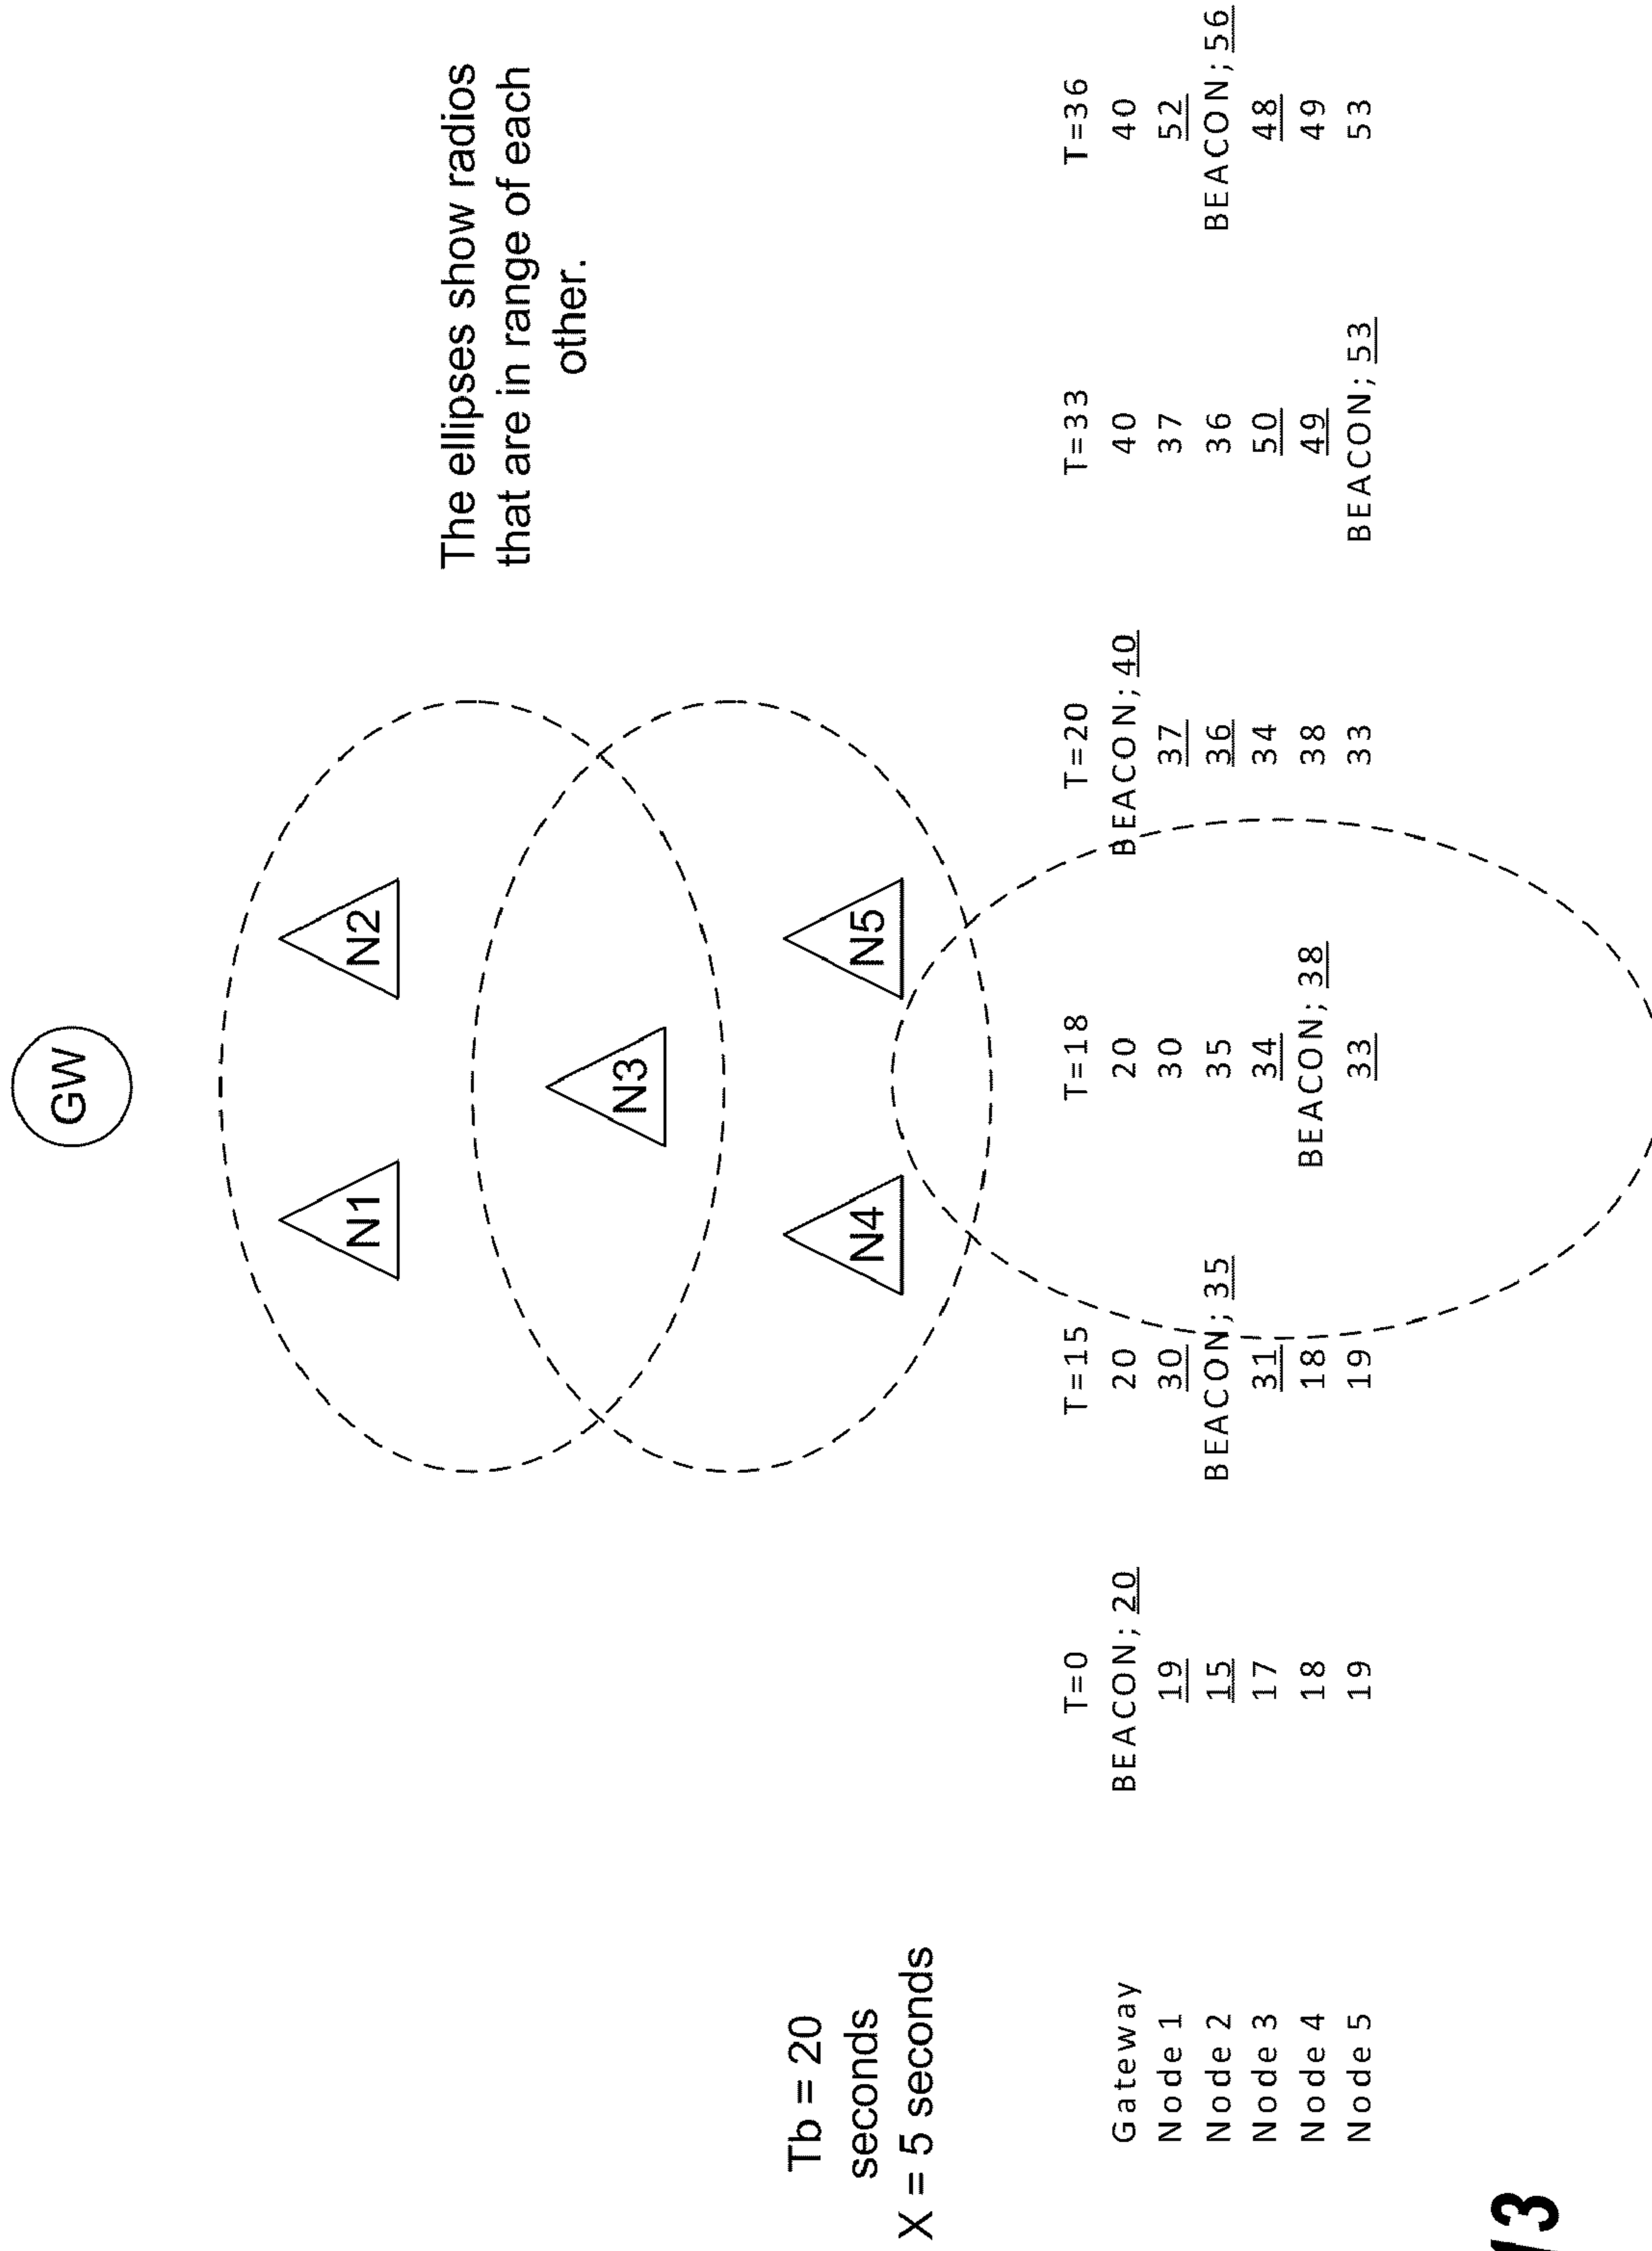 GW
N1
N2
N3
N4
N5
The ellipses show radios
that are in range of each
other.
Tb = 20
seconds
X = 5 seconds
T=0 T=15 T=18 T=20 T=33 T=36
Gateway BEACON;20 20 20 BEACON;40 40 40
Node 1 19 30 30 37 37 52
Node 2 15 BEACON;35 35 36 36 BEACON;56
Node 3 17 31 34 34 50 48
Node 4 18 18 BEACON;38 38 49 49
Node 5 19 19 33 33 BEACON;53 53
13